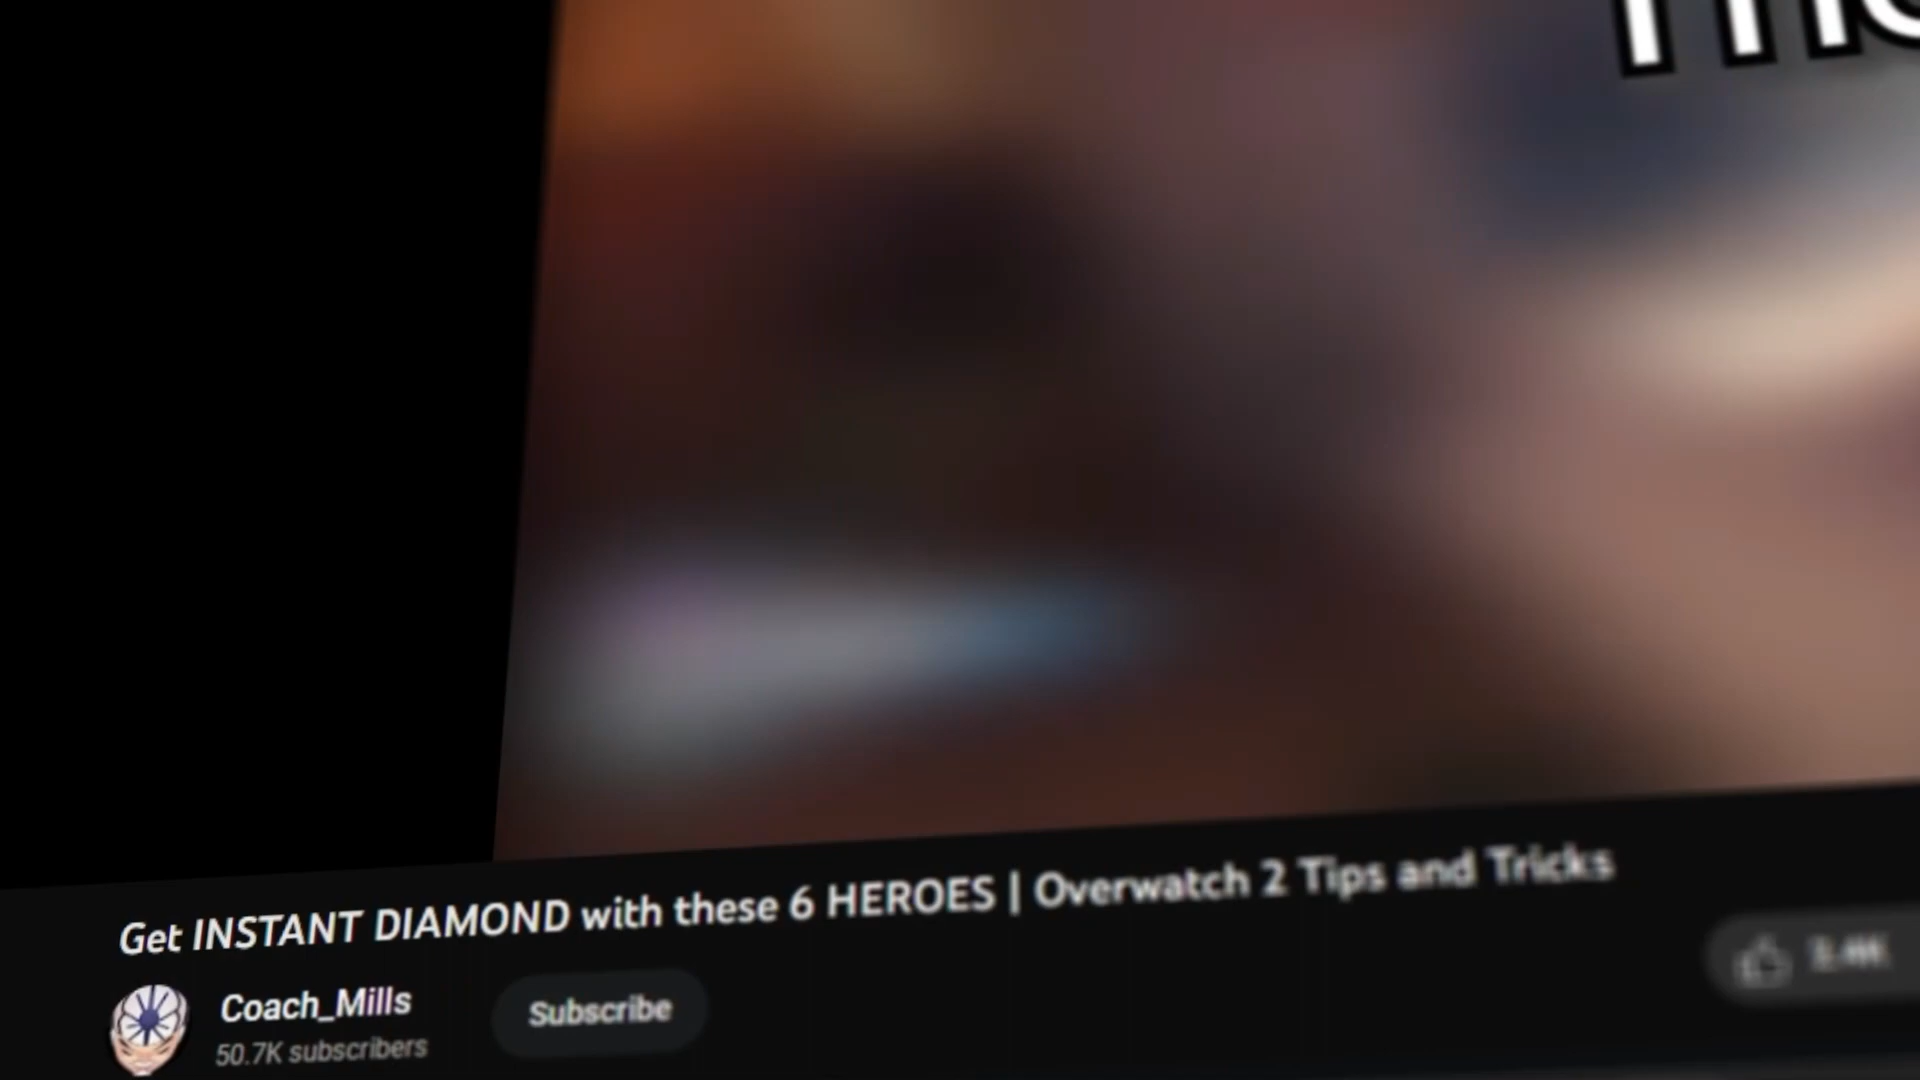 Get INSTANT DIAMOND with these 6 HEROES | Overwatch 2 Tips and Tricks
Coach_Mills
50.7K subscribers
Subscribe